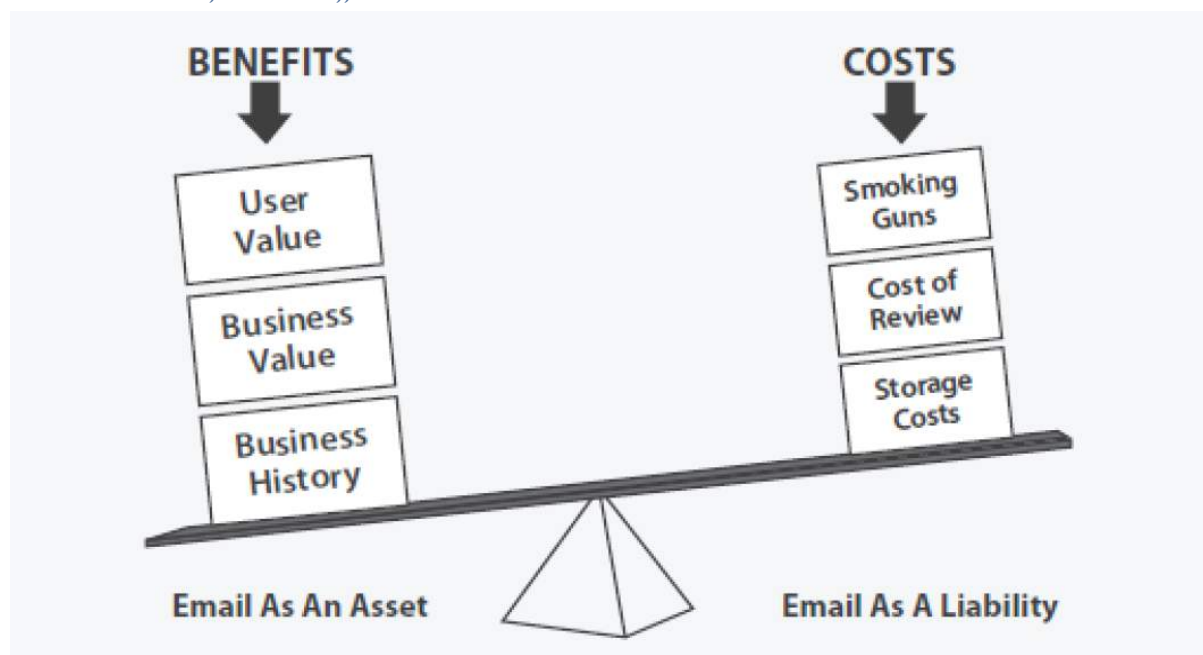 BENEFITS
User
Value
Business
Value
Business
History
Email As An Asset
COSTS
Smoking
Guns
Cost of
Review
Storage
Costs
Email As A Liability